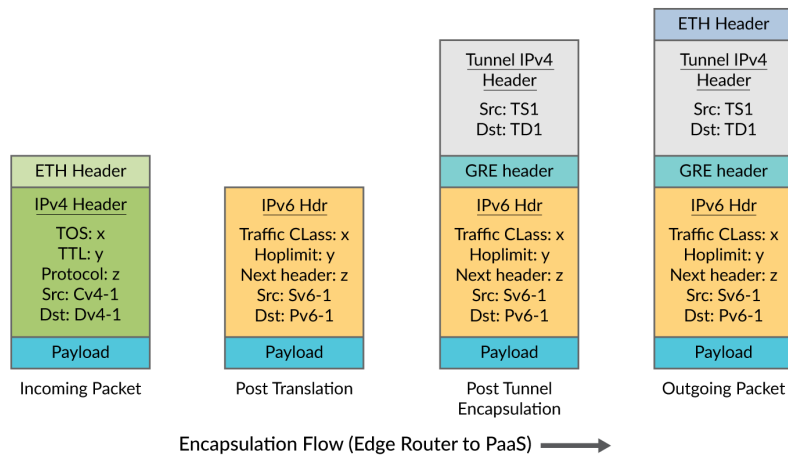 ETH Header
IPv4 Header
TOS: x
TTL: y
Protocol: z
Src: Cv4-1
Dst: Dv4-1
Payload
Incoming Packet
IPv6 Hdr
Traffic CLass: x
Hoplimit: y
Next header: z
Src: Sv6-1
Dst: Pv6-1
Payload
Post Translation
Tunnel IPv4
Header
Src: TS1
Dst: TD1
GRE header
IPv6 Hdr
Traffic CLass: x
Hoplimit: y
Next header: z
Src: Sv6-1
Dst: Pv6-1
Payload
Post Tunnel
Encapsulation
ETH Header
Tunnel IPv4
Header
Src: TS1
Dst: TD1
GRE header
IPv6 Hdr
Traffic CLass: x
Hoplimit: y
Next header: z
Src: Sv6-1
Dst: Pv6-1
Payload
Outgoing Packet
Encapsulation Flow (Edge Router to PaaS)